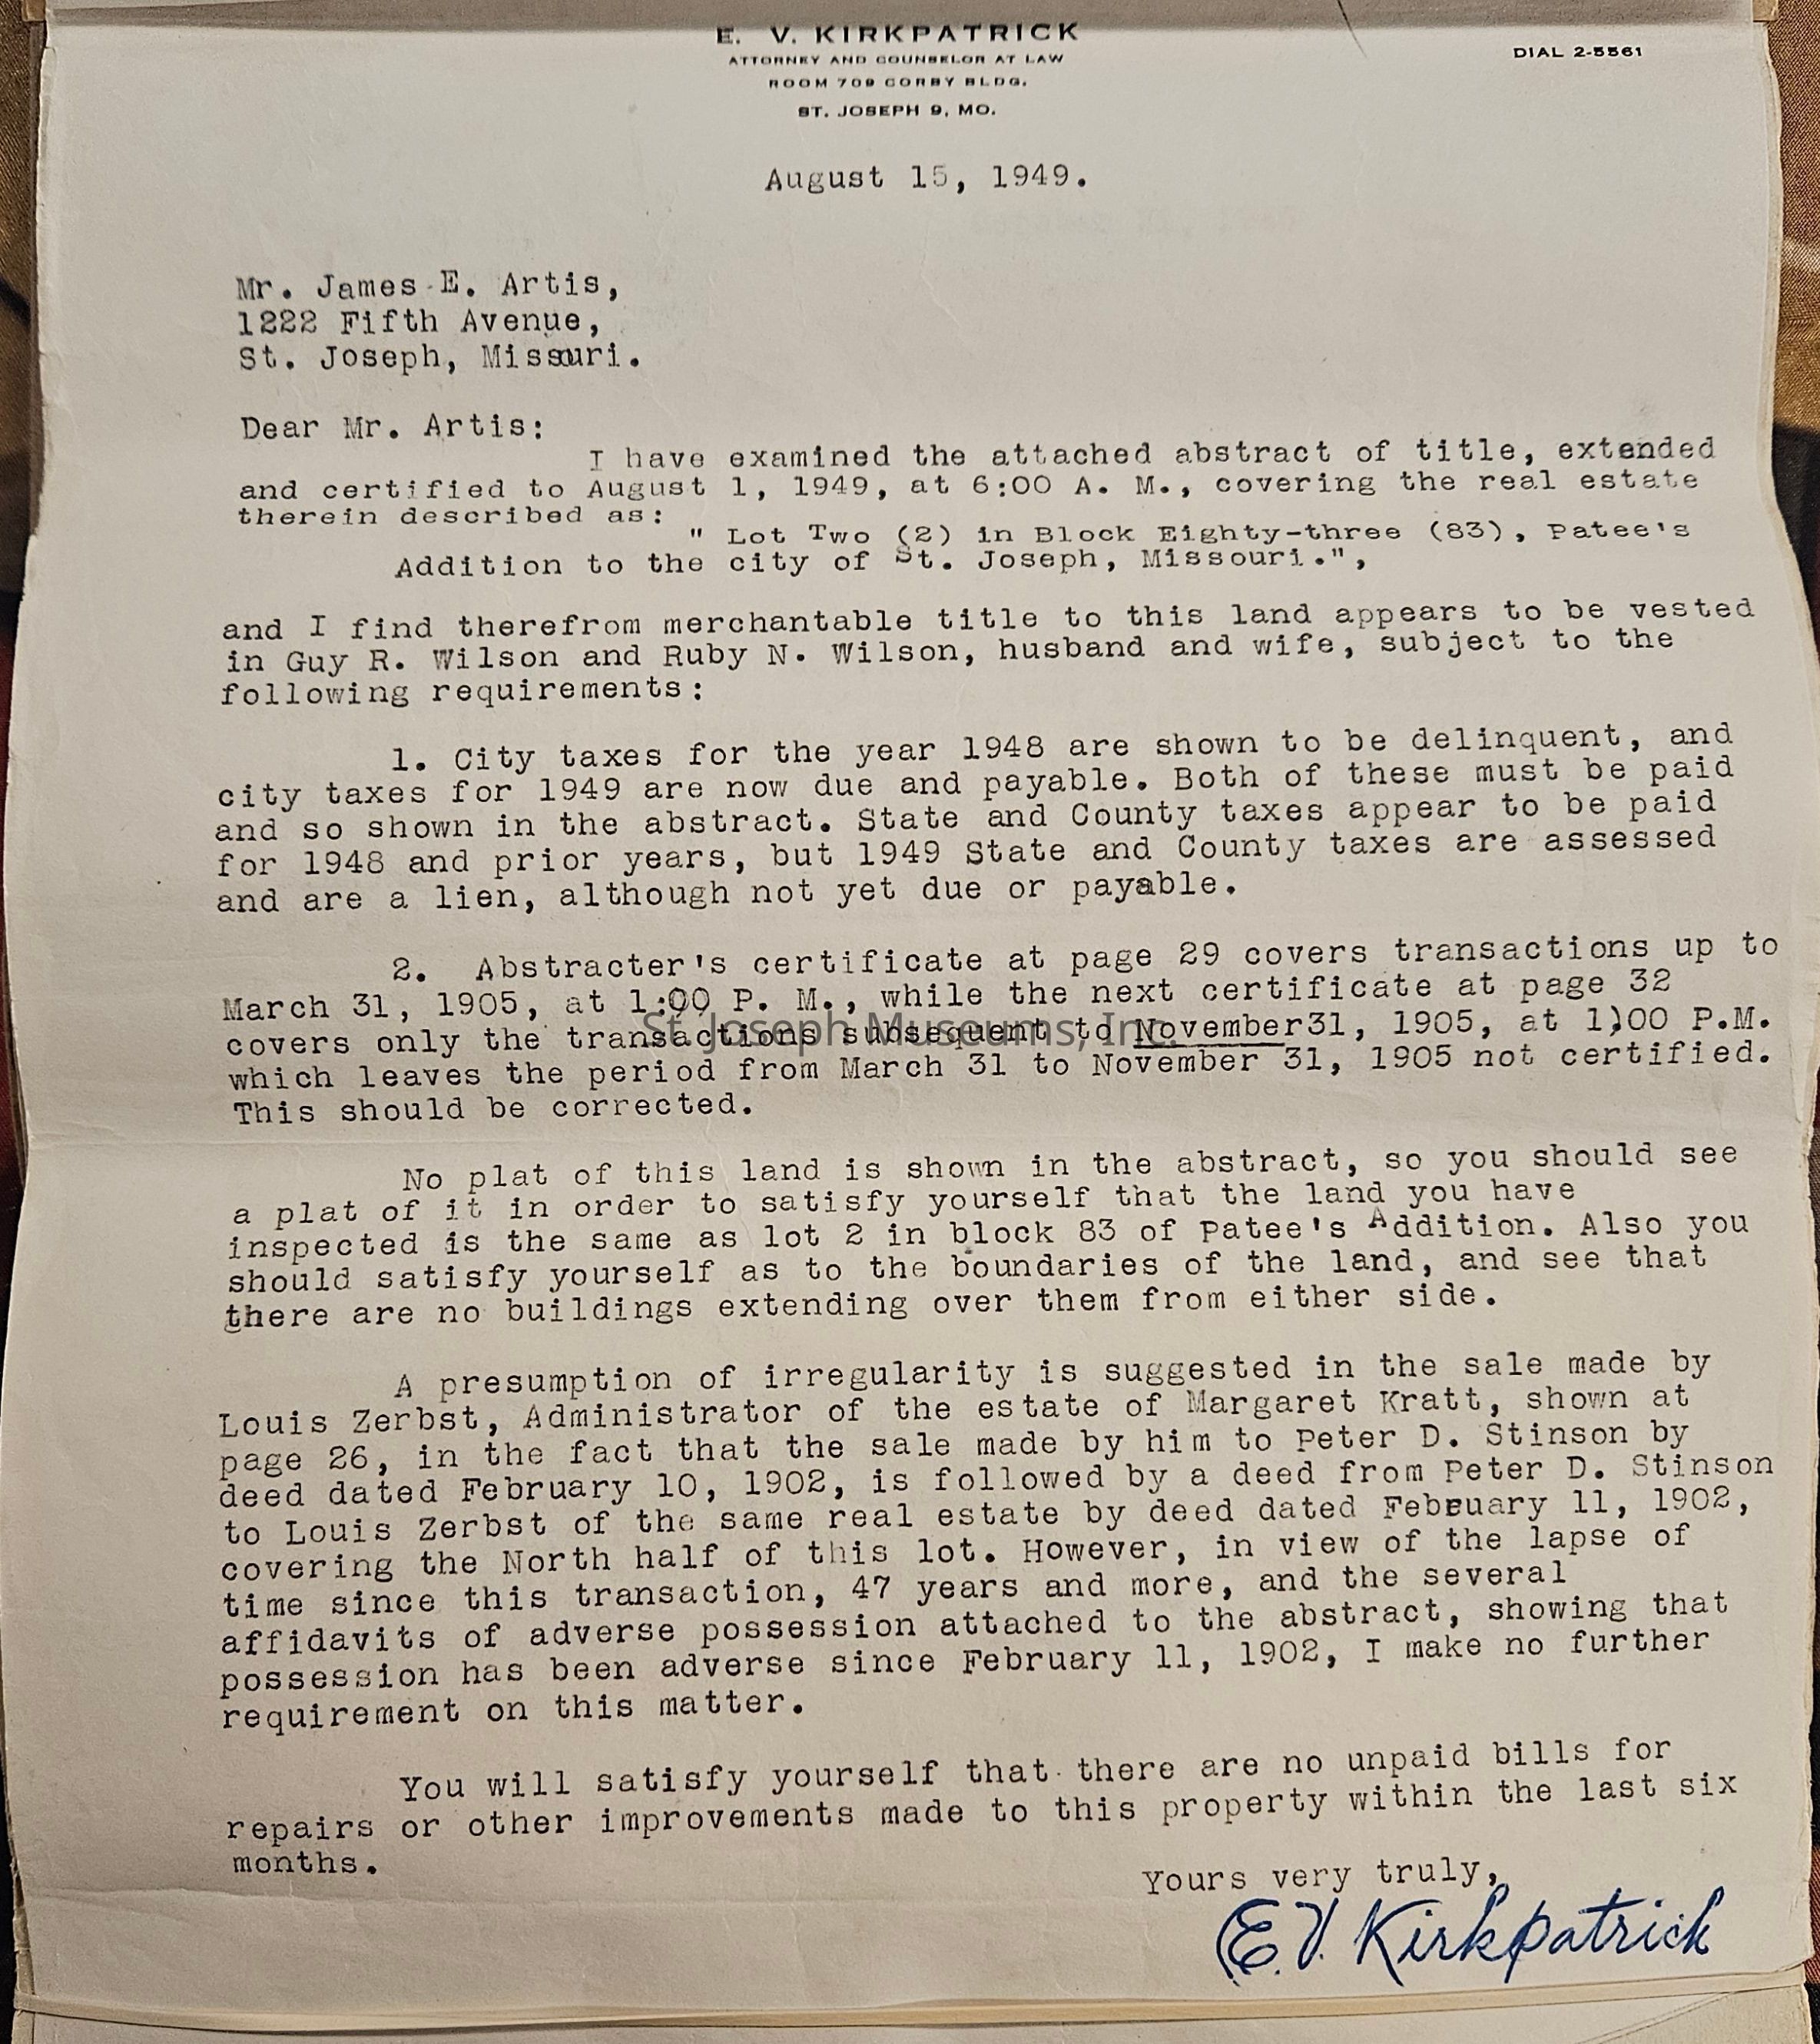 E. V. KIRKPATRICK
ATTORNEY AND COUNSELOR AT LAW
ROOM 709 CORBY BLDG.
ST. JOSEPH 9, MO.
DIAL 2-5561
August 15, 1949.
Mr. James E. Artis,
1222 Fifth Avenue,
St. Joseph, Missuri.
Dear Mr. Artis:
I have examined the attached abstract of title, extended
and certified to August 1, 1949, at 6:00 A. M., covering the real estate
therein described as:
" Lot Two (2) in Block Eighty-three (83), Patee's
Addition to the city of St. Joseph, Missouri.",
and I find therefrom merchantable title to this land appears to be vested
in Guy R. Wilson and Ruby N. Wilson, husband and wife, subject to the
following requirements:
1. City taxes for the year 1948 are shown to be delinquent, and
city taxes for 1949 are now due and payable. Both of these must be paid
and so shown in the abstract. State and County taxes appear to be paid
for 1948 and prior years, but 1949 State and County taxes are assessed
and are a lien, although not yet due or payable.
2. Abstracter's certificate at page 29 covers transactions up to
March 31, 1905, at 1:00 P. M., while the next certificate at page 32
covers only the transactions subsequent to November 31, 1905, at 1)00 P.M.
which leaves the period from March 31 to November 31, 1905 not certified.
This should be corrected.
No plat of this land is shown in the abstract, so you should see
a plat of it in order to satisfy yourself that the land you have
inspected is the same as lot 2 in block 83 of Patee's Addition. Also you
should satisfy yourself as to the boundaries of the land, and see that
there are no buildings extending over them from either side.
A presumption of irregularity is suggested in the sale made by
Louis Zerbst, Administrator of the estate of Margaret Kratt, shown at
page 26, in the fact that the sale made by him to Peter D. Stinson by
deed dated February 10, 1902, is followed by a deed from Peter D. Stinson
to Louis Zerbst of the same real estate by deed dated February 11, 1902,
covering the North half of this lot. However, in view of the lapse of
time since this transaction, 47 years and more, and the several
affidavits of adverse possession attached to the abstract, showing that
possession has been adverse since February 11, 1902, I make no further
requirement on this matter.
You will satisfy yourself that there are no unpaid bills for
repairs or other improvements made to this property within the last six
months.
Yours very truly,
E. V. Kirkpatrick
St. Joseph Museums, Inc.